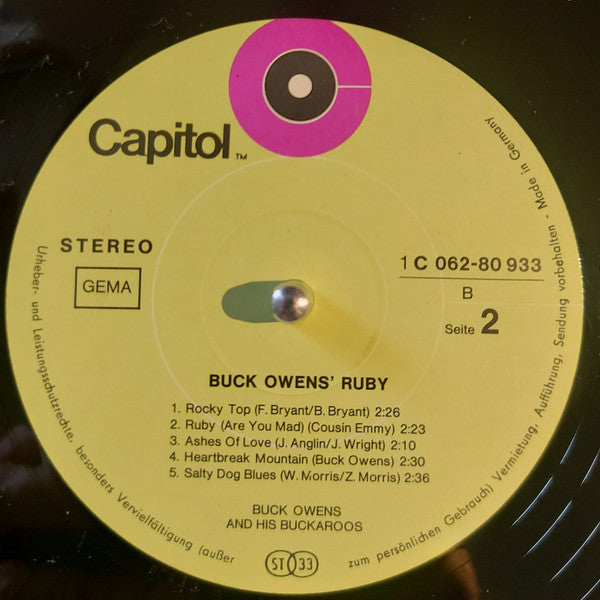 Capitol TM
STEREO
GEMA
1 C 062-80 933
B
Seite 2
BUCK OWENS' RUBY
1. Rocky Top (F. Bryant/B. Bryant) 2:26
2. Ruby (Are You Mad) (Cousin Emmy) 2:23
3. Ashes Of Love (J. Anglin/J. Wright) 2:10
4. Heartbreak Mountain (Buck Owens) 2:30
5. Salty Dog Blues (W. Morris/Z. Morris) 2:36
BUCK OWENS
AND HIS BUCKAROOS
ST 33
Urheber- und Leistungsschutzrechte, besonders Vervielfältigung (außer zum persönlichen Gebrauch) Vermietung, Aufführung, Sendung vorbehalten - Made in Germany